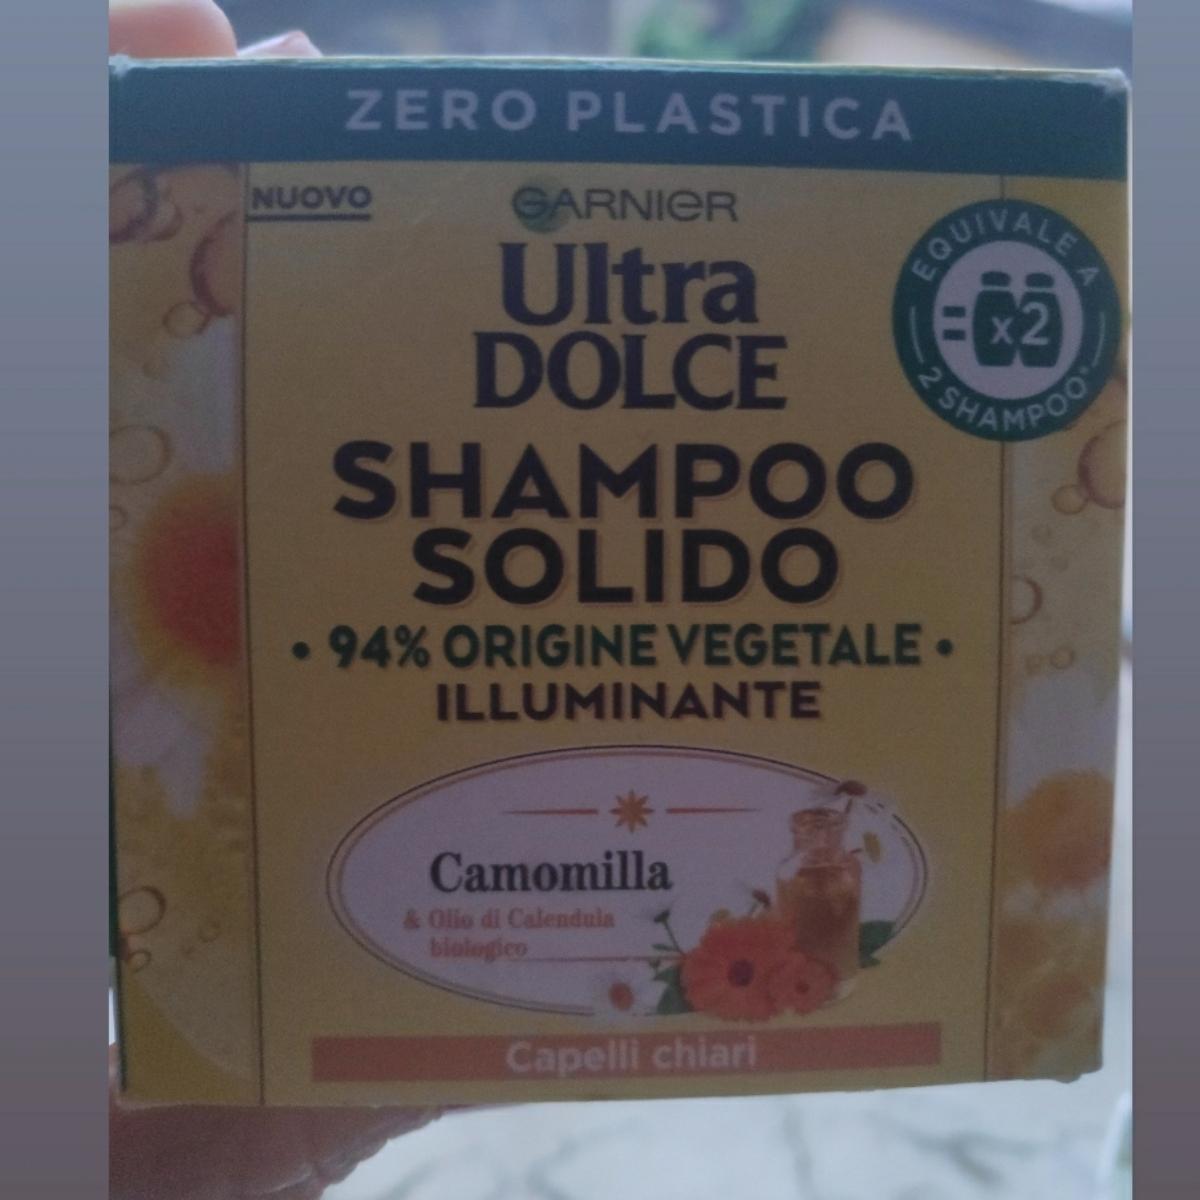 ZERO PLASTICA
NUOVO
GARNIER
Ultra
DOLCE
EQUIVALE A
= x2
2 SHAMPOO*
SHAMPOO
SOLIDO
• 94% ORIGINE VEGETALE •
ILLUMINANTE
Camomilla
& Olio di Calendula
biologico
Capelli chiari